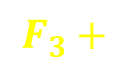 F₃ +